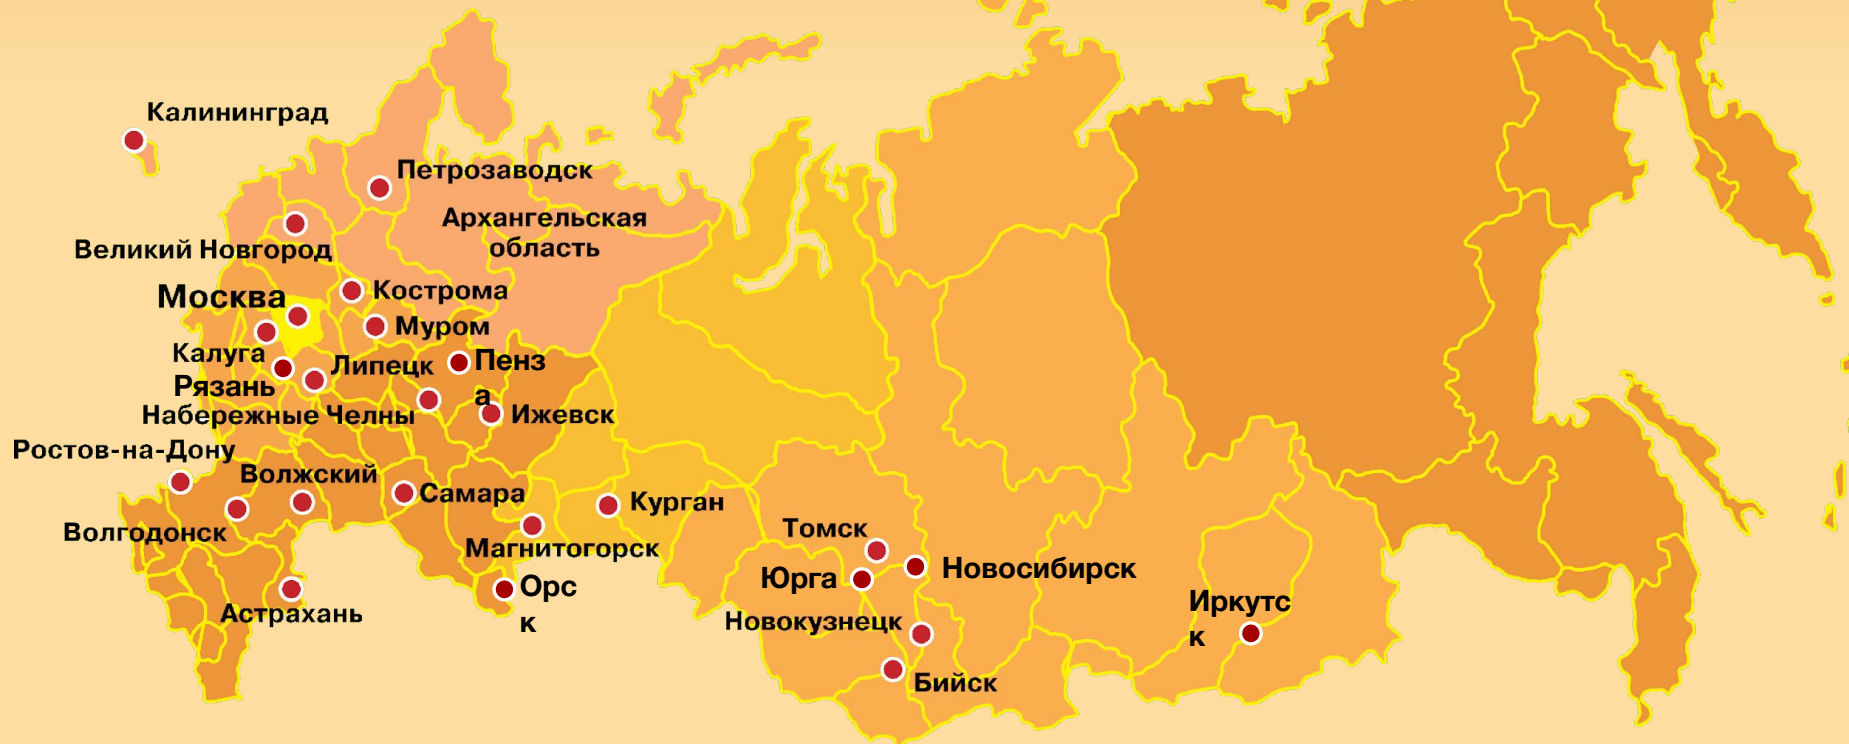 Калининград
Петрозаводск
Архангельская
область
Великий Новгород
Москва
Кострома
Муром
Калуга
Липецк
Пенз
а
Рязань
Набережные Челны
Ижевск
Ростов-на-Дону
Волжский
Самара
Курган
Волгодонск
Магнитогорск
Томск
Новосибирск
Юрга
Орс
к
Иркутс
к
Астрахань
Новокузнецк
Бийск